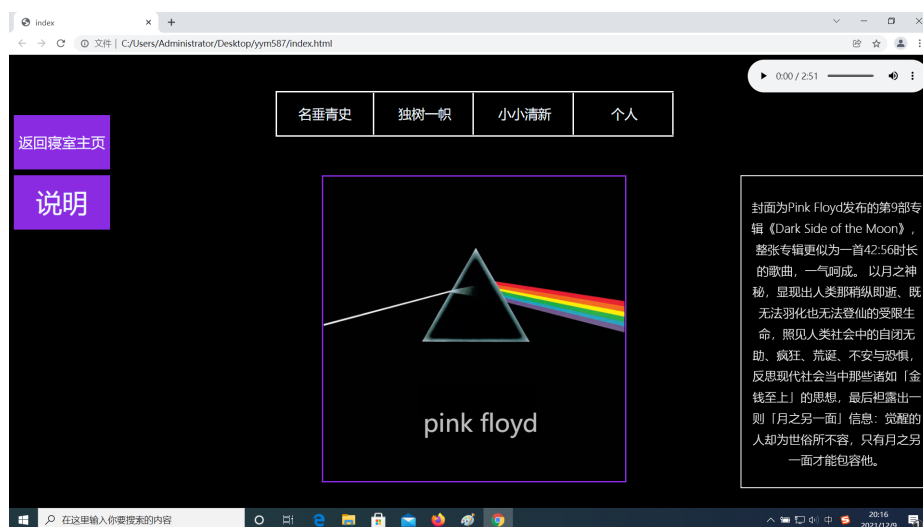 index
文件 | C:/Users/Administrator/Desktop/yym587/index.html
0:00 / 2:51
名垂青史 独树一帜 小小清新 个人
返回寝室主页
说明
pink floyd
封面为Pink Floyd发布的第9部专
辑《Dark Side of the Moon》,
整张专辑更似为一首42:56时长
的歌曲，一气呵成。 以月之神
秘，显现出人类那稍纵即逝、既
无法羽化也无法登仙的受限生
命，照见人类社会中的自闭无
助、疯狂、荒诞、不安与恐惧，
反思现代社会当中那些诸如「金
钱至上」的思想，最后袒露出一
则「月之另一面」信息：觉醒的
人却为世俗所不容，只有月之另
一面才能包容他。
在这里输入你要搜索的内容
中
20:16
2021/12/9